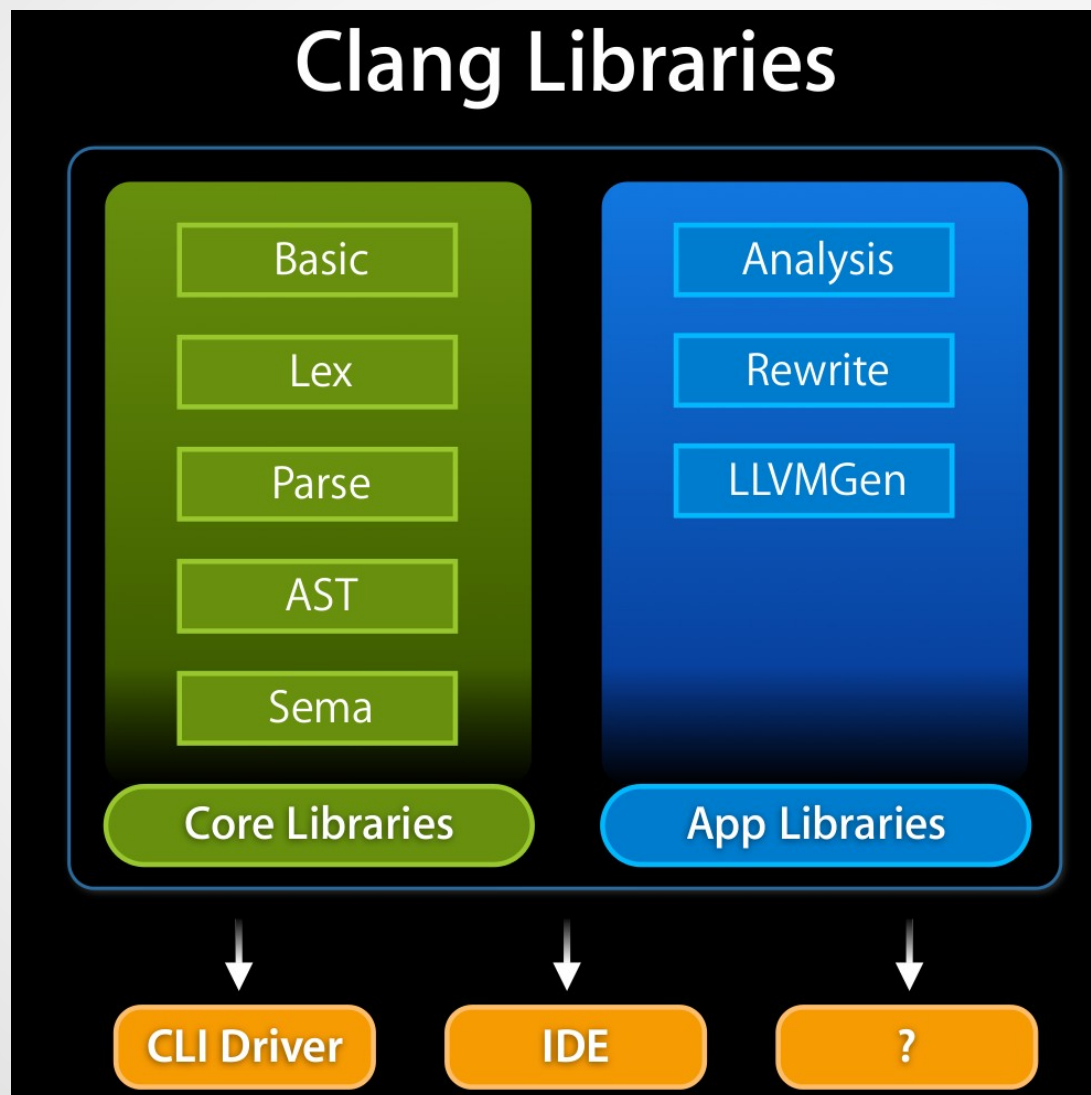 Clang Libraries
Basic
Lex
Parse
AST
Sema
Core Libraries
Analysis
Rewrite
LLVMGen
App Libraries
CLI Driver
IDE
?